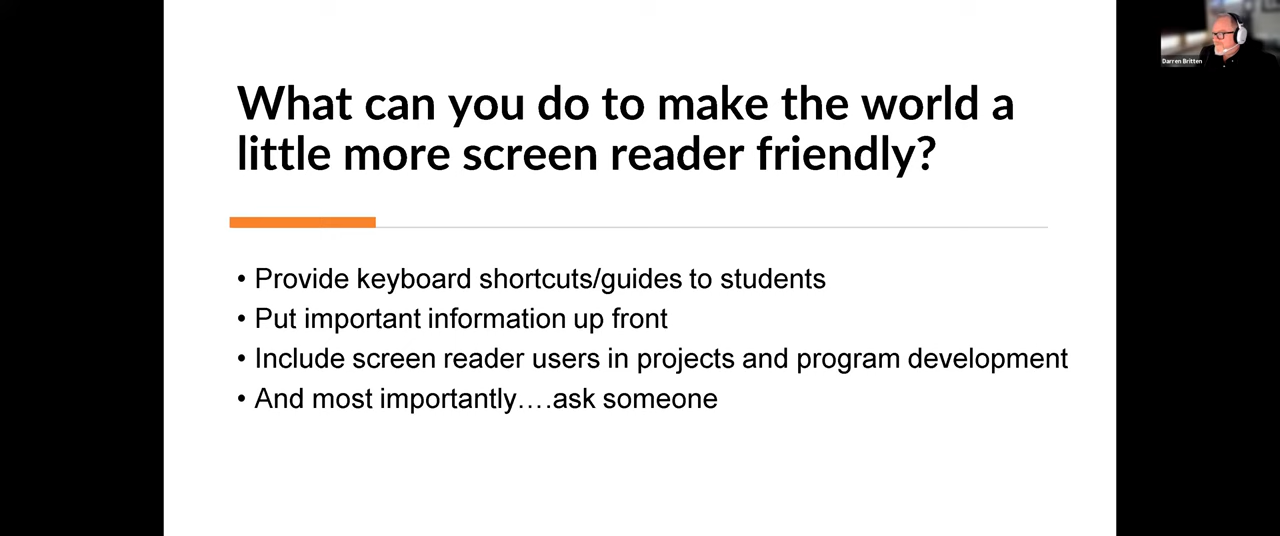 What can you do to make the world a
little more screen reader friendly?
• Provide keyboard shortcuts/guides to students
• Put important information up front
• Include screen reader users in projects and program development
• And most importantly….ask someone
Darren Britten